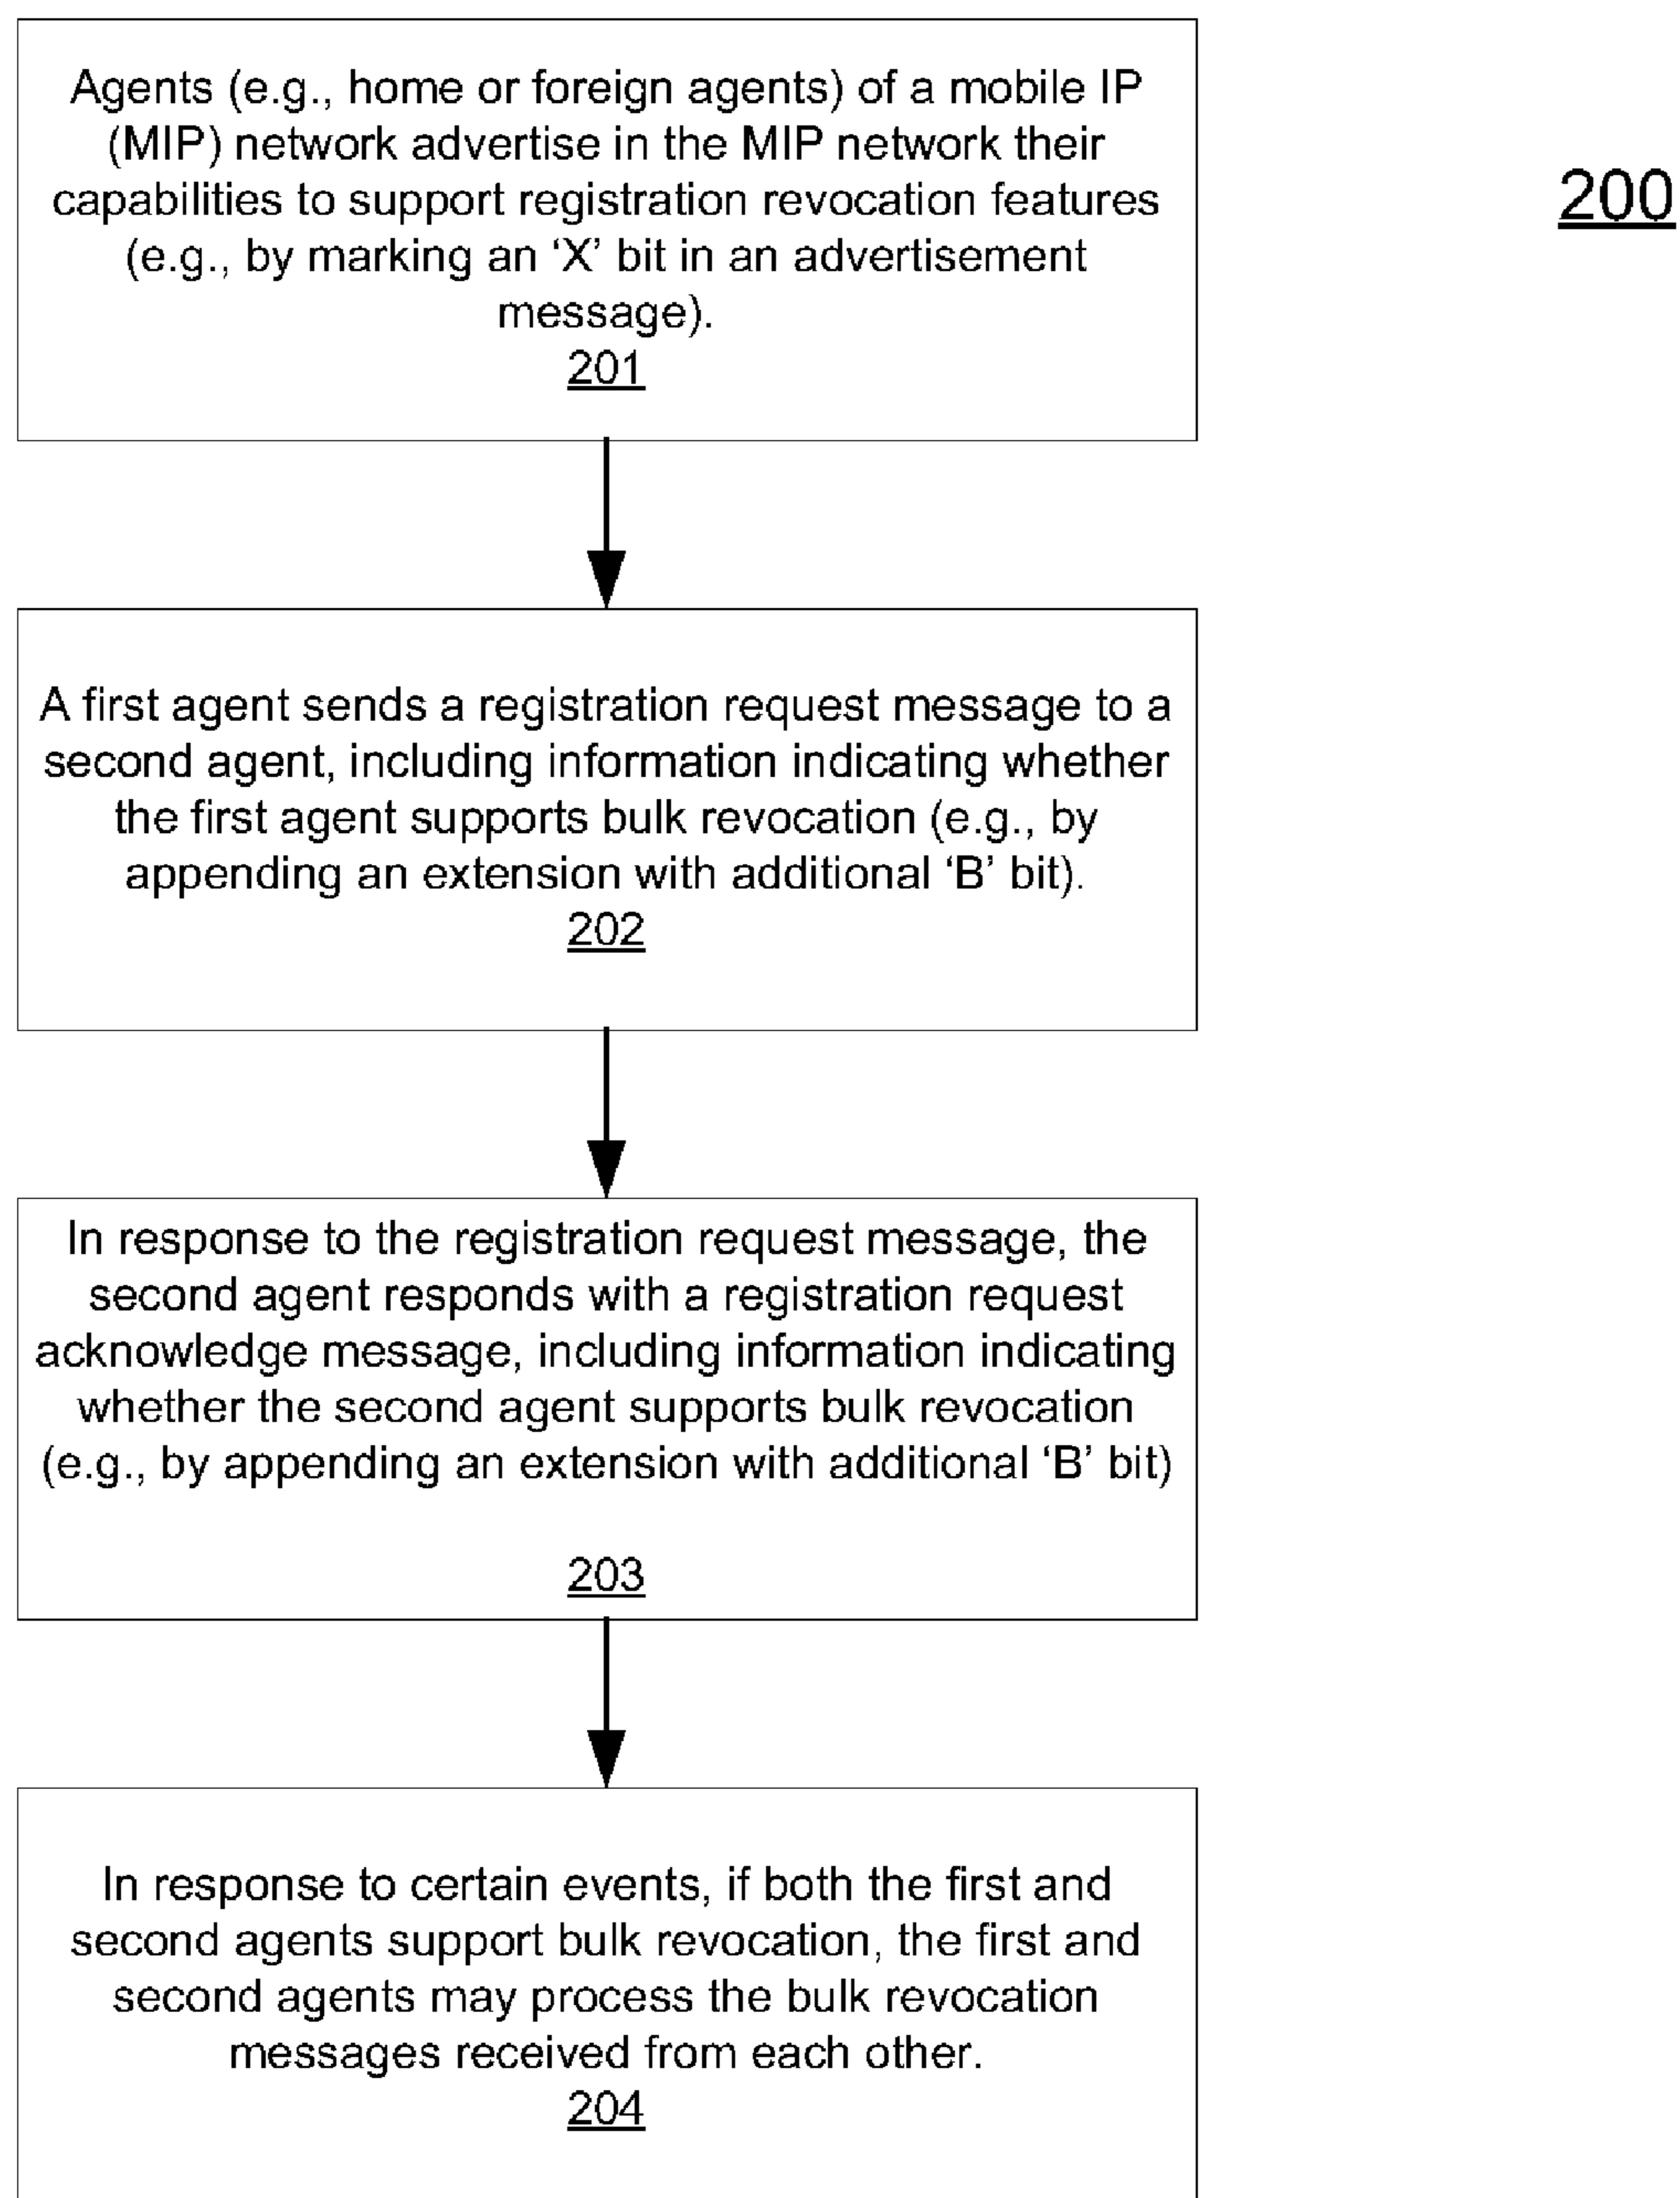 Agents (e.g., home or foreign agents) of a mobile IP
(MIP) network advertise in the MIP network their
capabilities to support registration revocation features
(e.g., by marking an ‘X’ bit in an advertisement
message).
201
200
A first agent sends a registration request message to a
second agent, including information indicating whether
the first agent supports bulk revocation (e.g., by
appending an extension with additional ‘B’ bit).
202
In response to the registration request message, the
second agent responds with a registration request
acknowledge message, including information indicating
whether the second agent supports bulk revocation
(e.g., by appending an extension with additional ‘B’ bit)
203
In response to certain events, if both the first and
second agents support bulk revocation, the first and
second agents may process the bulk revocation
messages received from each other.
204